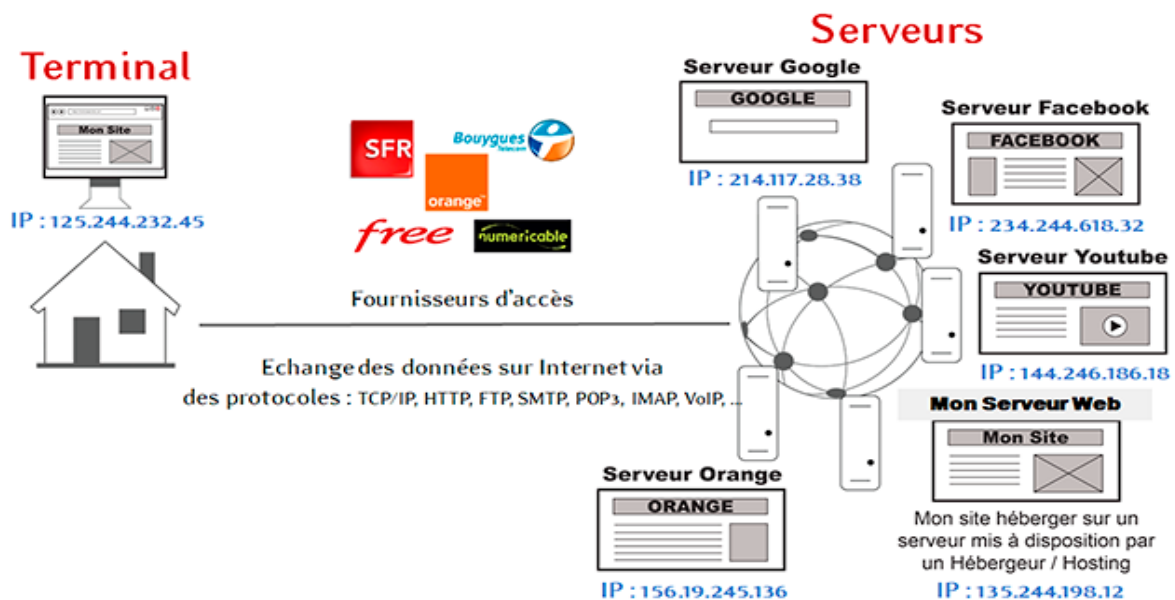 Terminal
Mon Site
IP : 125.244.232.45
SFR
Bouygues
Telecom
orange™
free
numericable
Fournisseurs d'accès
Echange des données sur Internet via
des protocoles : TCP/IP, HTTP, FTP, SMTP, POP3, IMAP, VoIP, ...
Serveurs
Serveur Google
GOOGLE
IP : 214.117.28.38
Serveur Facebook
FACEBOOK
IP : 234.244.618.32
Serveur Youtube
YOUTUBE
IP : 144.246.186.18
Mon Serveur Web
Mon Site
Mon site héberger sur un
serveur mis à disposition par
un Hébergeur / Hosting
IP : 135.244.198.12
Serveur Orange
ORANGE
IP : 156.19.245.136